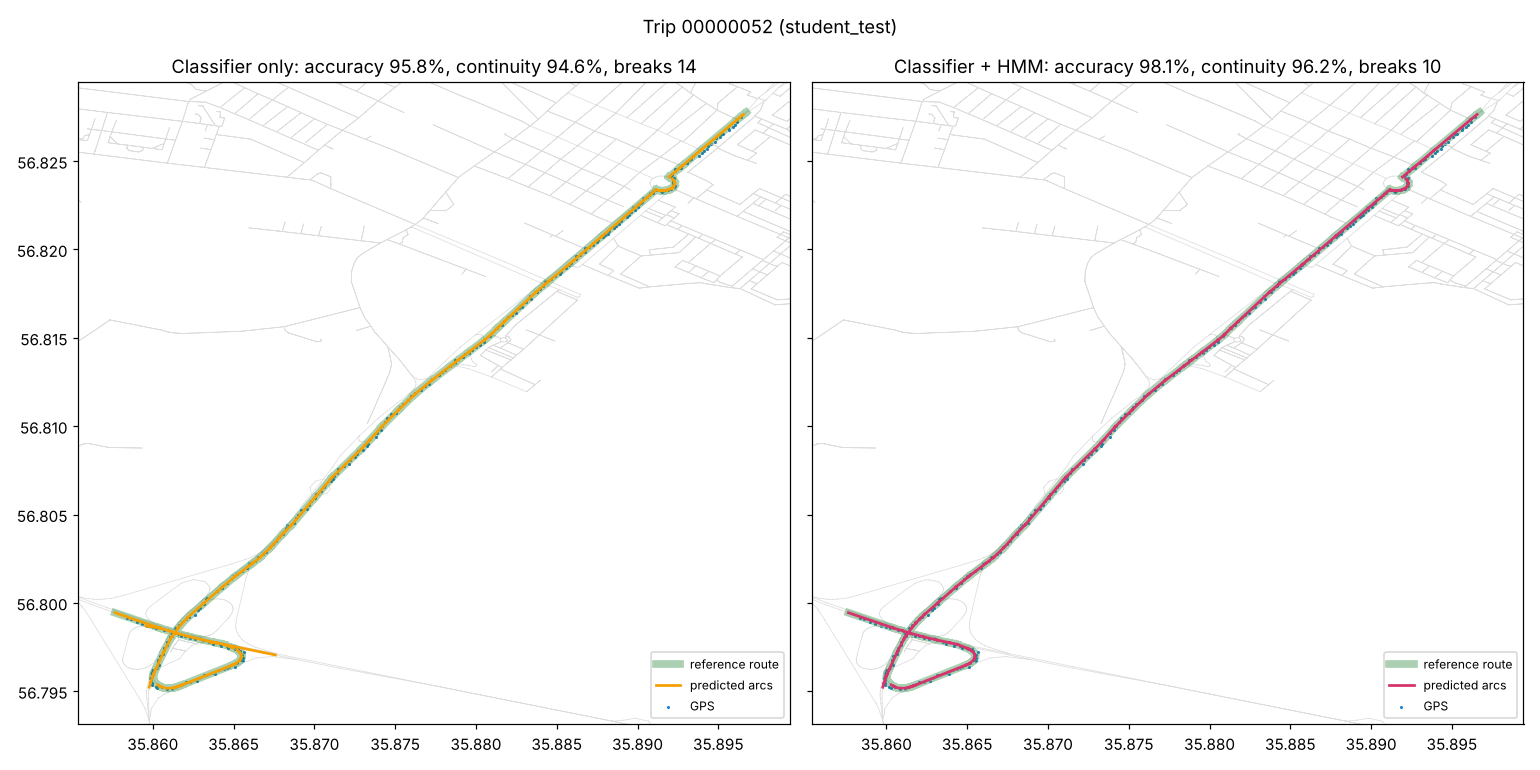 Trip 00000052 (student_test)
Classifier only: accuracy 95.8%, continuity 94.6%, breaks 14
56.825
56.820
56.815
56.810
56.805
56.800
56.795
35.860 35.865 35.870 35.875 35.880 35.885 35.890 35.895
reference route
predicted arcs
GPS
Classifier + HMM: accuracy 98.1%, continuity 96.2%, breaks 10
35.860 35.865 35.870 35.875 35.880 35.885 35.890 35.895
reference route
predicted arcs
GPS